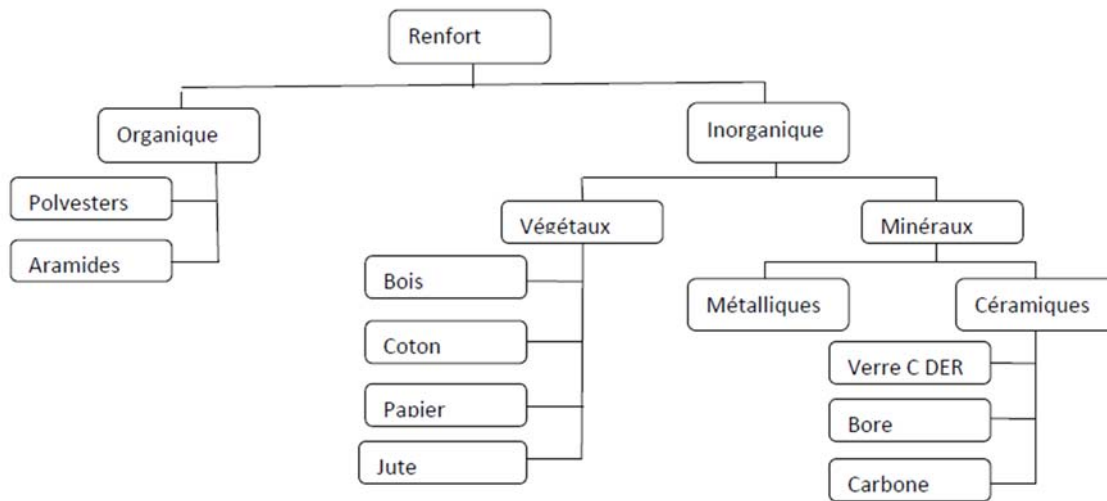 Renfort
Organique
Inorganique
Polvesters
Aramides
Végétaux
Minéraux
Bois
Coton
Papier
Jute
Métalliques
Céramiques
Verre C DER
Bore
Carbone